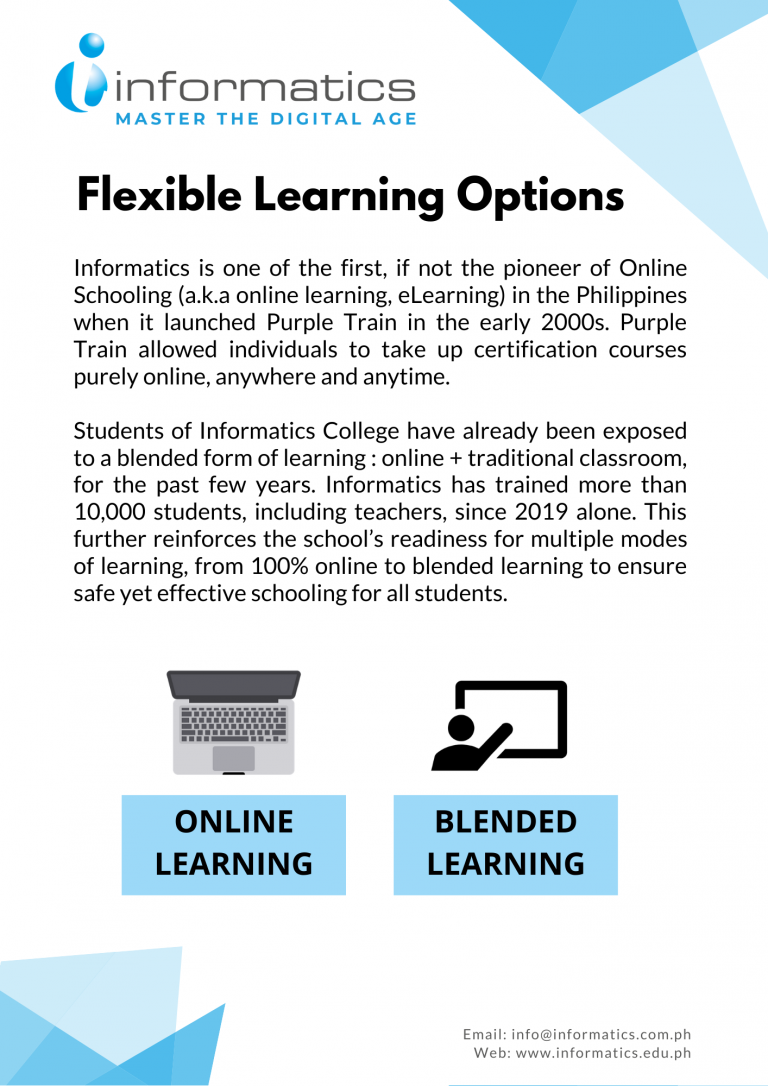 informatics
MASTER THE DIGITAL AGE
Flexible Learning Options
Informatics is one of the first, if not the pioneer of Online
Schooling (a.k.a online learning, eLearning) in the Philippines
when it launched Purple Train in the early 2000s. Purple
Train allowed individuals to take up certification courses
purely online, anywhere and anytime.
Students of Informatics College have already been exposed
to a blended form of learning : online + traditional classroom,
for the past few years. Informatics has trained more than
10,000 students, including teachers, since 2019 alone. This
further reinforces the school’s readiness for multiple modes
of learning, from 100% online to blended learning to ensure
safe yet effective schooling for all students.
ONLINE
LEARNING
BLENDED
LEARNING
Email: info@informatics.com.ph
Web: www.informatics.edu.ph